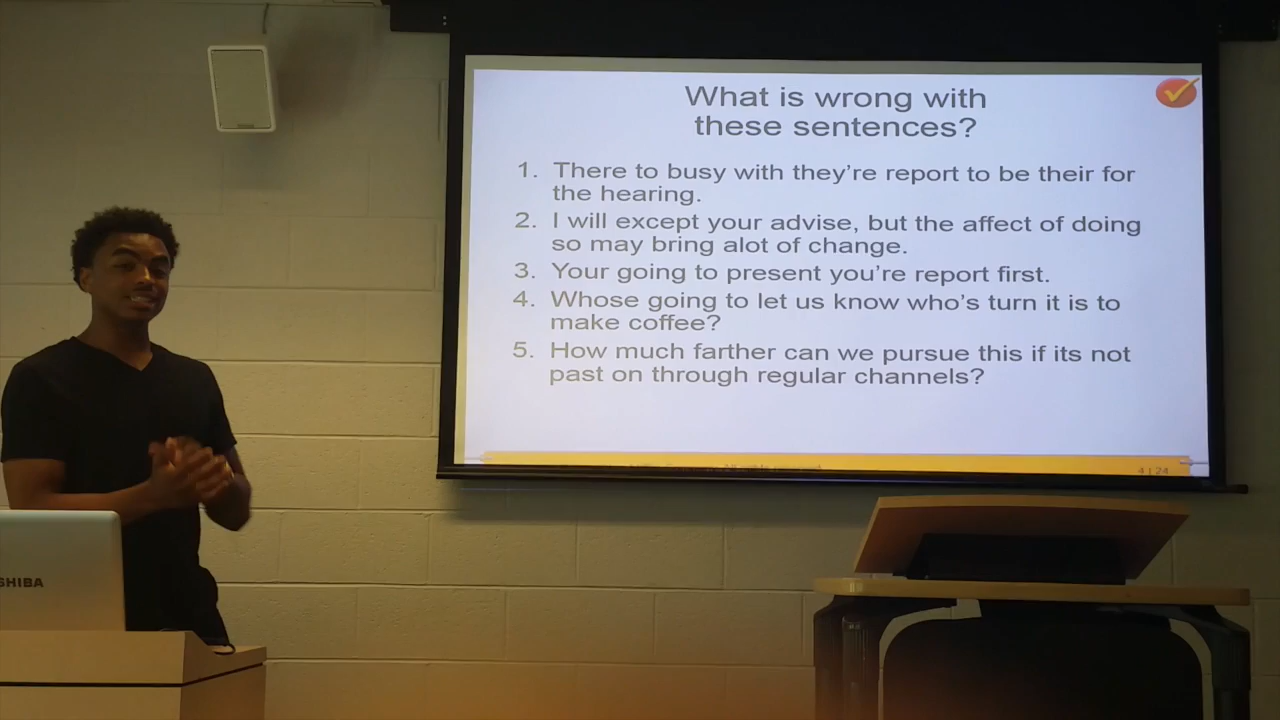 What is wrong with
these sentences?
1. There to busy with they're report to be their for
the hearing.
2. I will except your advise, but the affect of doing
so may bring alot of change.
3. Your going to present you're report first.
4. Whose going to let us know who's turn it is to
make coffee?
5. How much farther can we pursue this if its not
past on through regular channels?
4 | 24
SHIBA